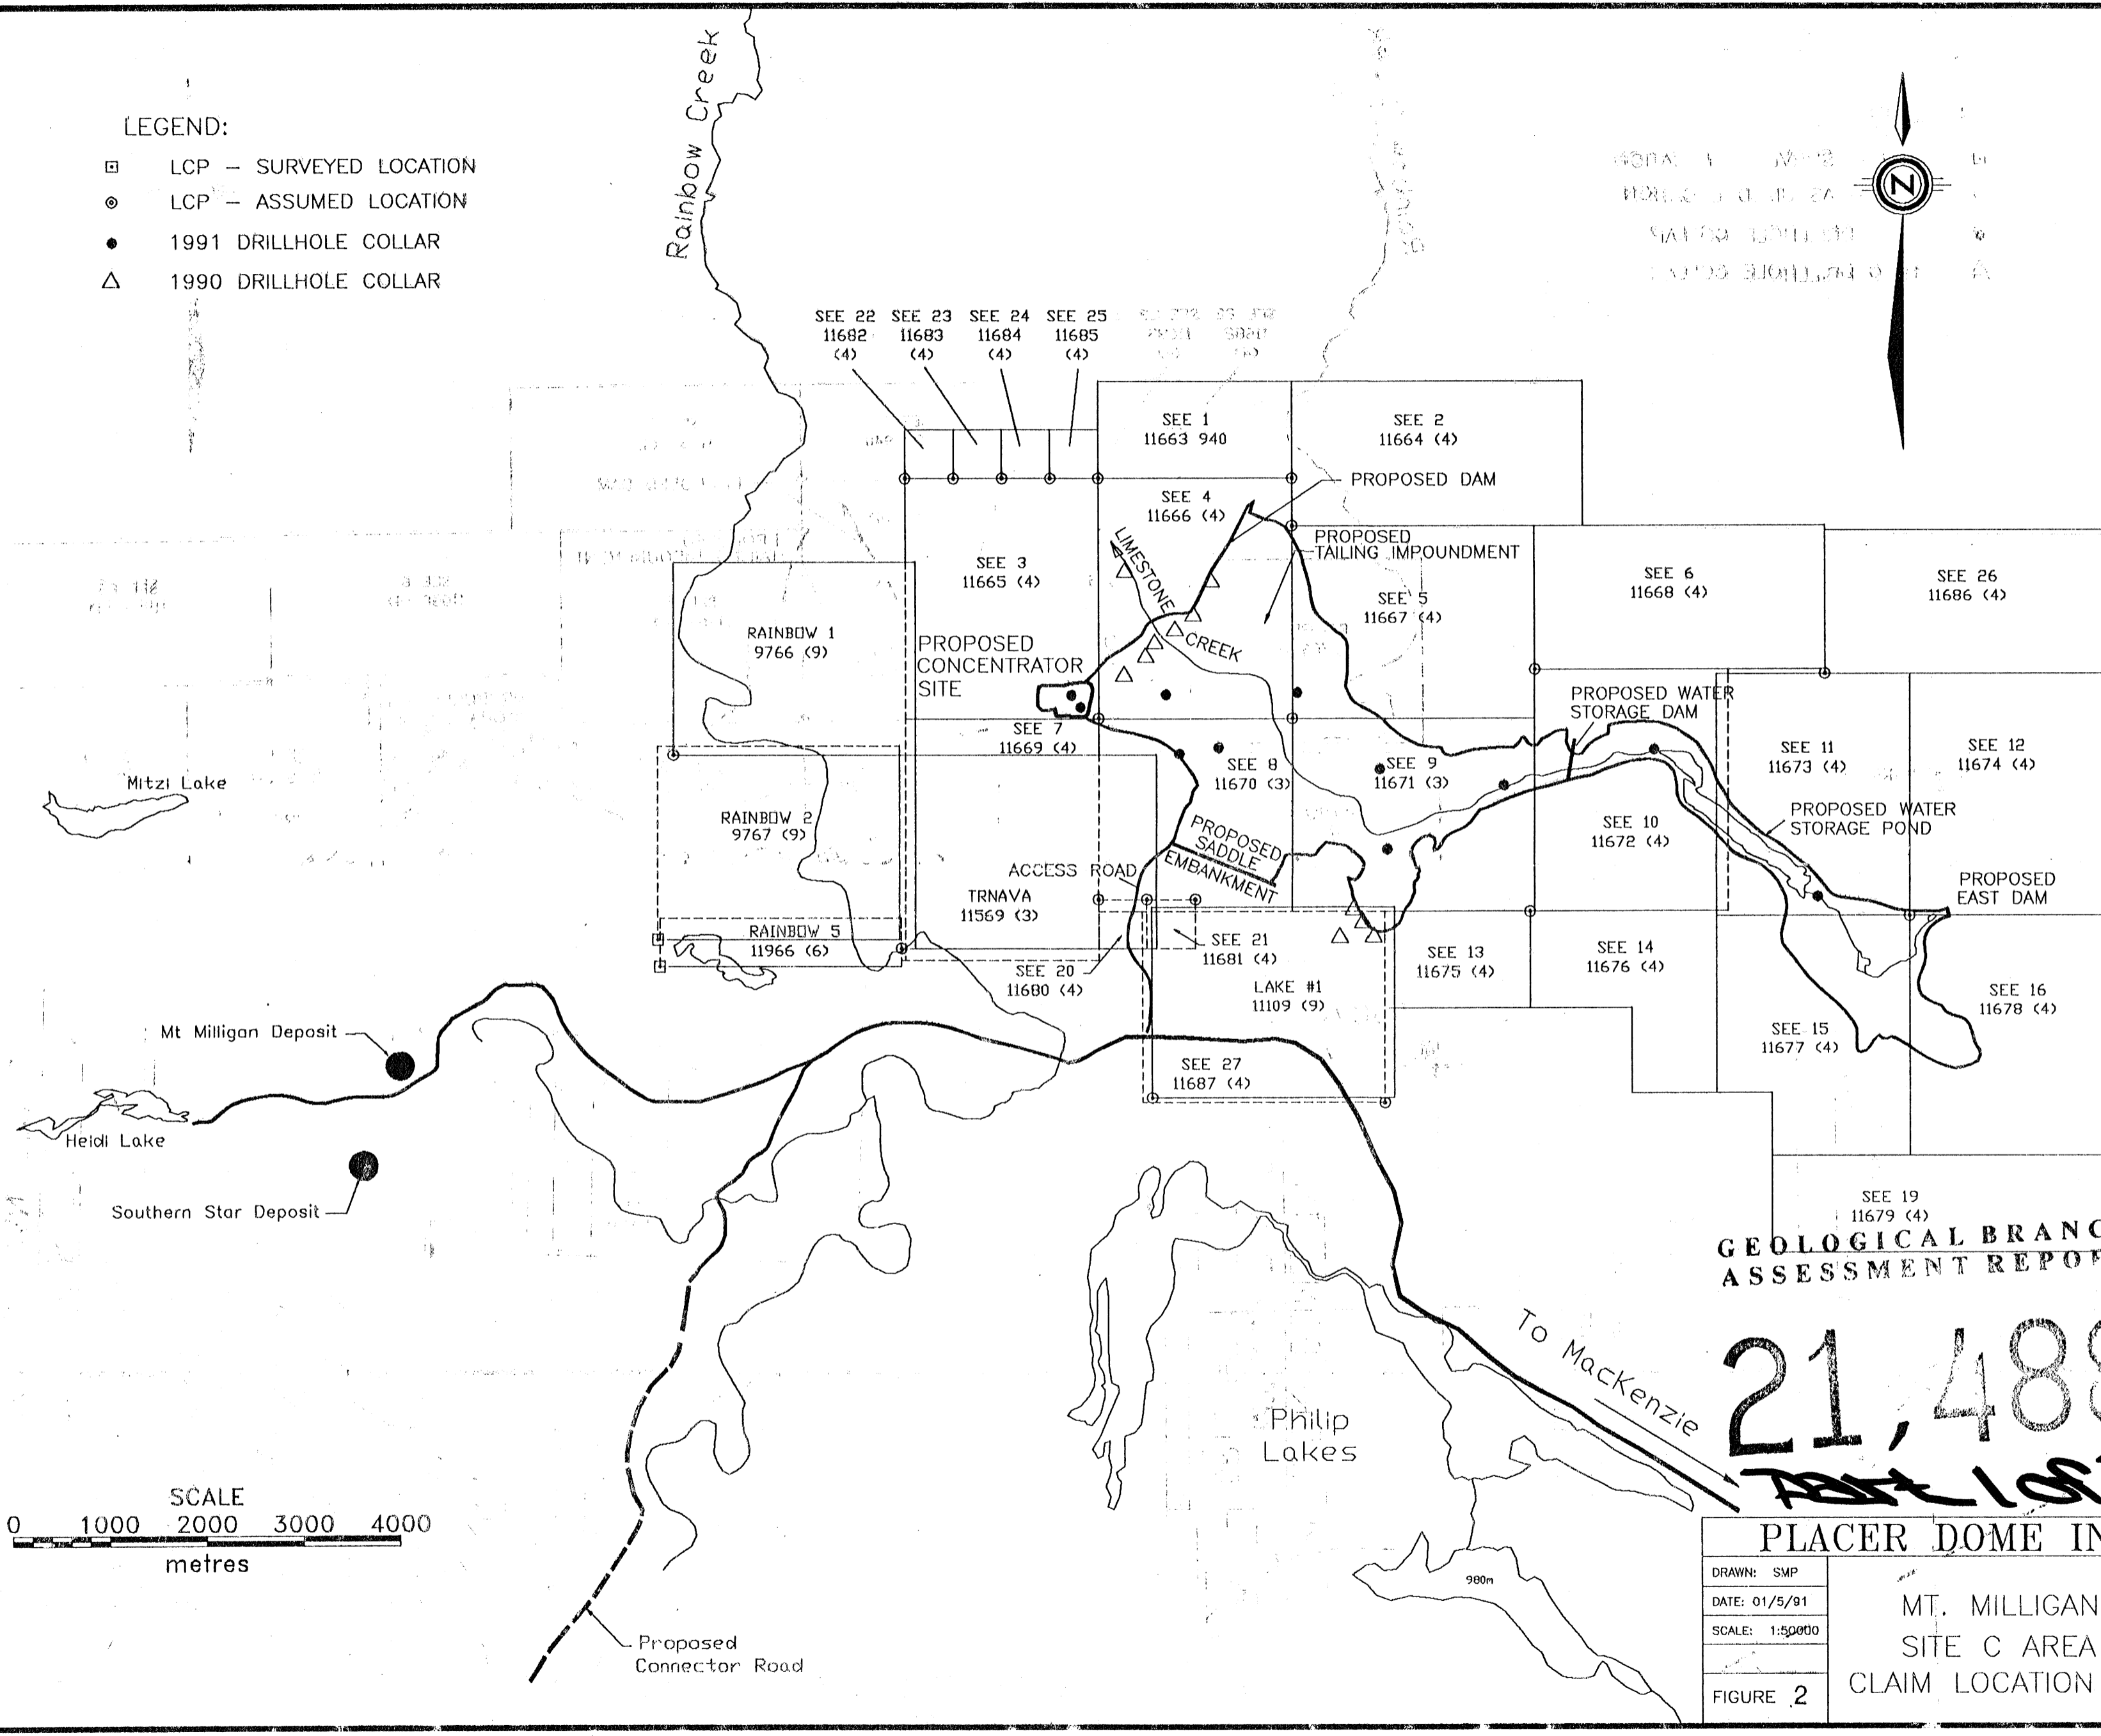 Rainbow Creek
LEGEND:
LCP – SURVEYED LOCATION
LCP – ASSUMED LOCATION
1991 DRILLHOLE COLLAR
1990 DRILLHOLE COLLAR
N
SEE 22
11682
(4)
SEE 23
11683
(4)
SEE 24
11684
(4)
SEE 25
11685
(4)
SEE 1
11663 940
SEE 2
11664 (4)
PROPOSED DAM
SEE 4
11666 (4)
PROPOSED
TAILING IMPOUNDMENT
LIMESTONE
CREEK
SEE 3
11665 (4)
SEE 5
11667 (4)
SEE 6
11668 (4)
SEE 26
11686 (4)
RAINBOW 1
9766 (9)
PROPOSED
CONCENTRATOR
SITE
PROPOSED WATER
STORAGE DAM
SEE 7
11669 (4)
SEE 8
11670 (3)
SEE 9
11671 (3)
SEE 11
11673 (4)
SEE 12
11674 (4)
Mitzi Lake
RAINBOW 2
9767 (9)
PROPOSED
SADDLE
EMBANKMENT
SEE 10
11672 (4)
PROPOSED WATER
STORAGE POND
ACCESS ROAD
TRNAVA
11569 (3)
PROPOSED
EAST DAM
RAINBOW 5
11966 (6)
SEE 21
11681 (4)
SEE 20
11680 (4)
SEE 13
11675 (4)
SEE 14
11676 (4)
LAKE #1
11109 (9)
SEE 16
11678 (4)
SEE 15
11677 (4)
Mt Milligan Deposit
SEE 27
11687 (4)
Heidi Lake
Southern Star Deposit
SEE 19
11679 (4)
GEOLOGICAL BRANC
ASSESSMENT REPOR
21,488
Part 1 of
To Mackenzie
Philip
Lakes
980m
SCALE
0 1000 2000 3000 4000
metres
Proposed
Connector Road
PLACER DOME IN
DRAWN: SMP
DATE: 01/5/91
SCALE: 1:50000
FIGURE 2
MT. MILLIGAN
SITE C AREA
CLAIM LOCATION